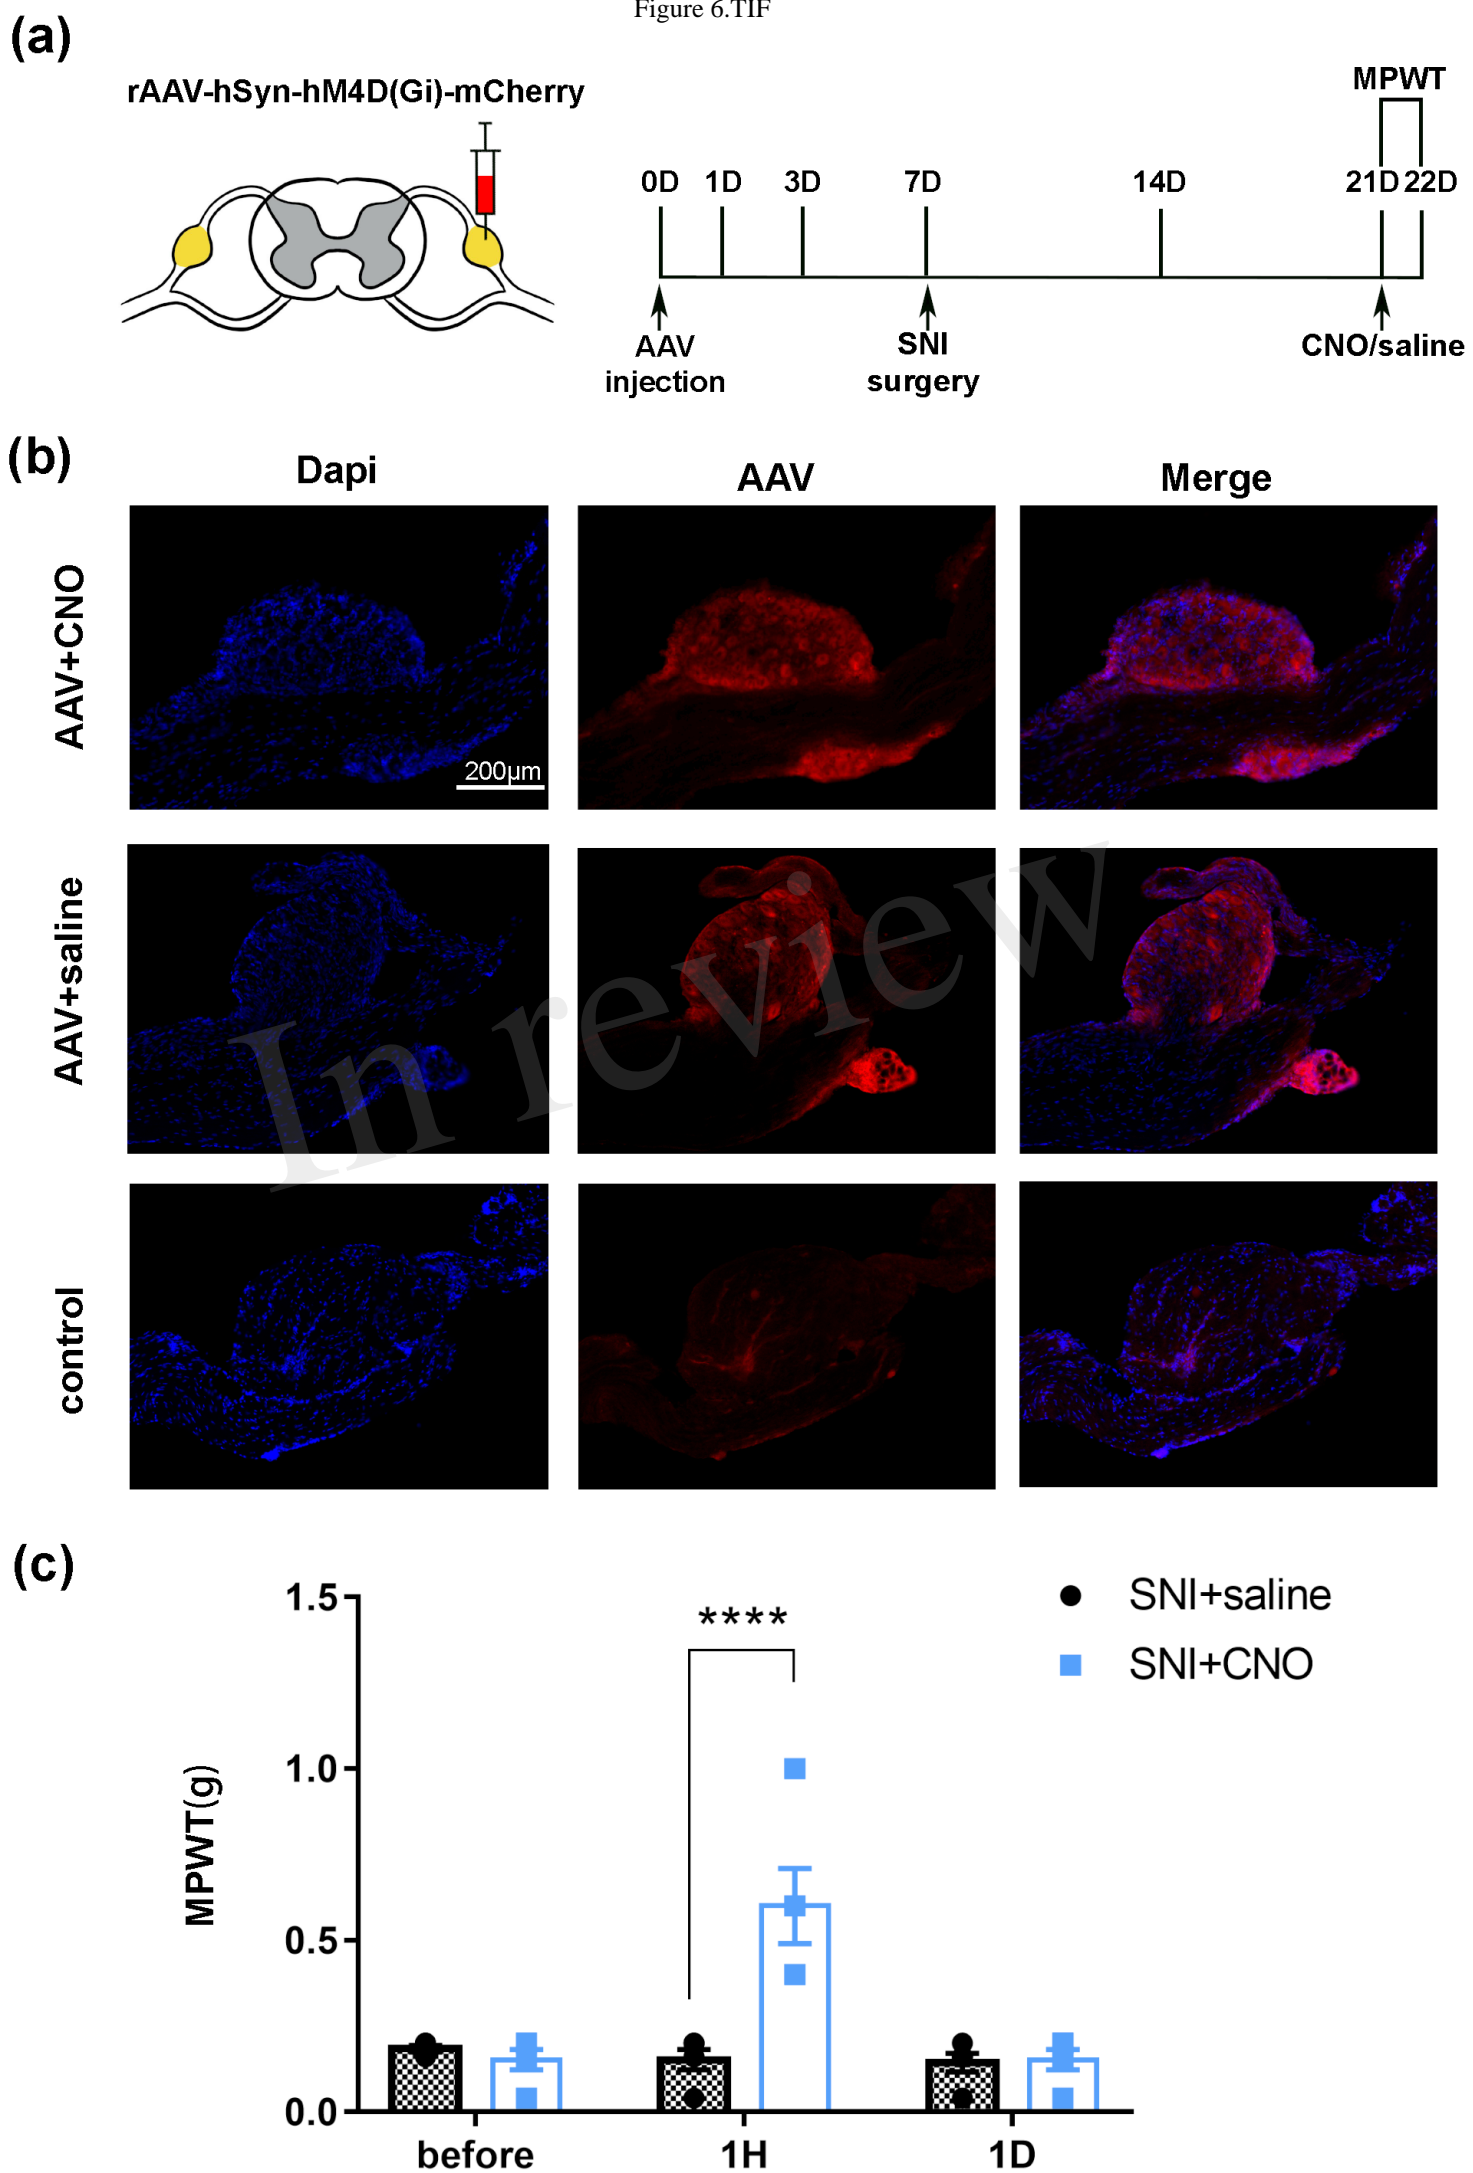 Figure 6.TIF
(a)
rAAV-hSyn-hM4D(Gi)-mCherry
MPWT
0D 1D 3D 7D 14D 21D 22D
AAV
injection
SNI
surgery
CNO/saline
(b)
Dapi AAV Merge
AAV+CNO
200μm
AAV+saline
control
In review
(c)
SNI+saline
SNI+CNO
****
MPWT(g)
1.5
1.0
0.5
0.0
before 1H 1D